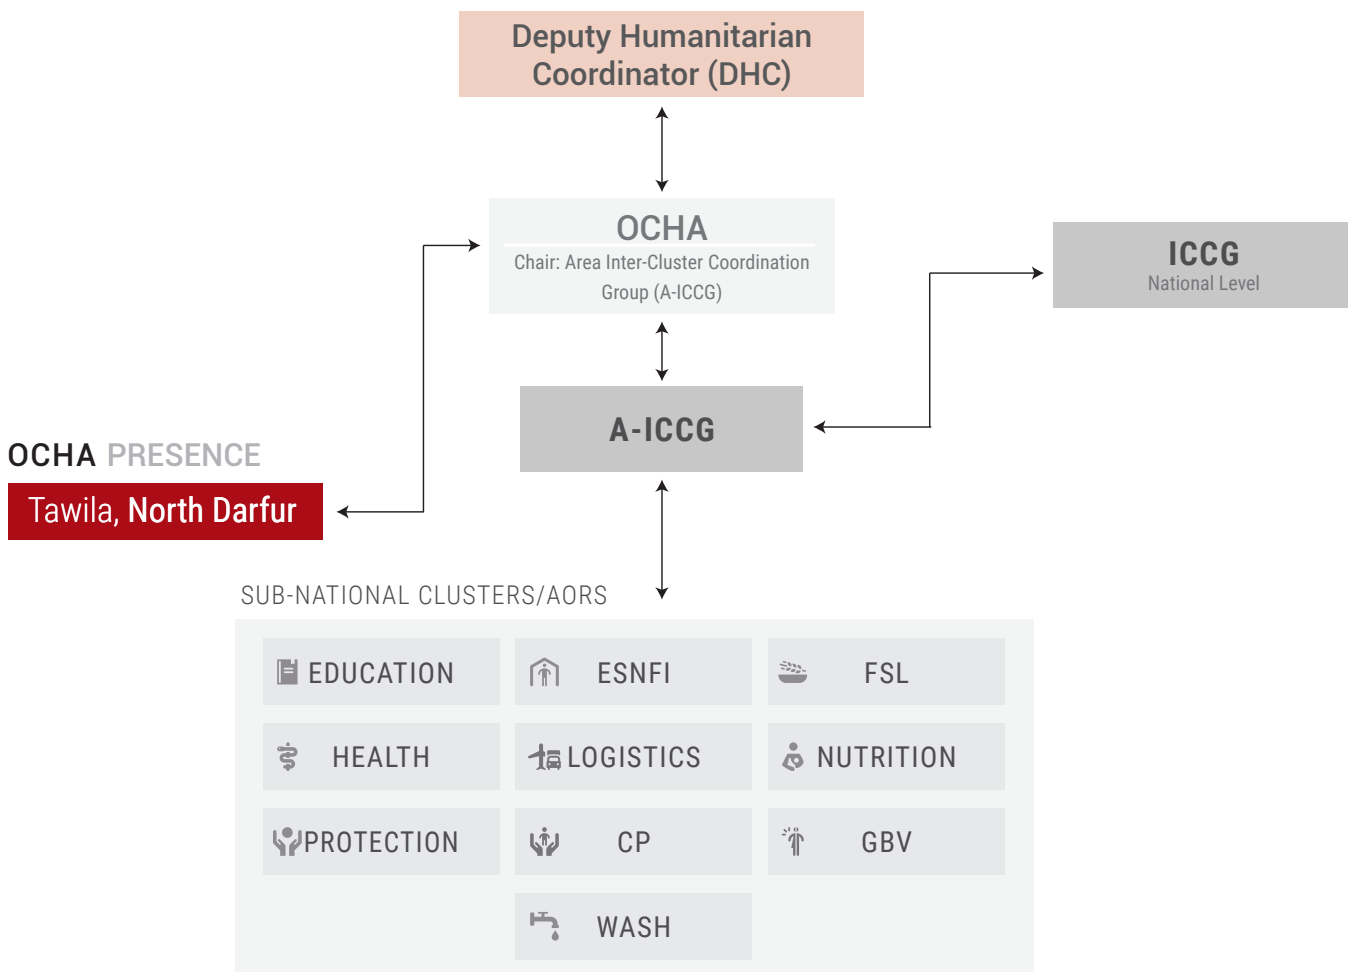 Deputy Humanitarian
Coordinator (DHC)
OCHA
Chair: Area Inter-Cluster Coordination
Group (A-ICCG)
ICCG
National Level
A-ICCG
OCHA PRESENCE
Tawila, North Darfur
SUB-NATIONAL CLUSTERS/AORS
EDUCATION
ESNFI
FSL
HEALTH
LOGISTICS
NUTRITION
PROTECTION
CP
GBV
WASH